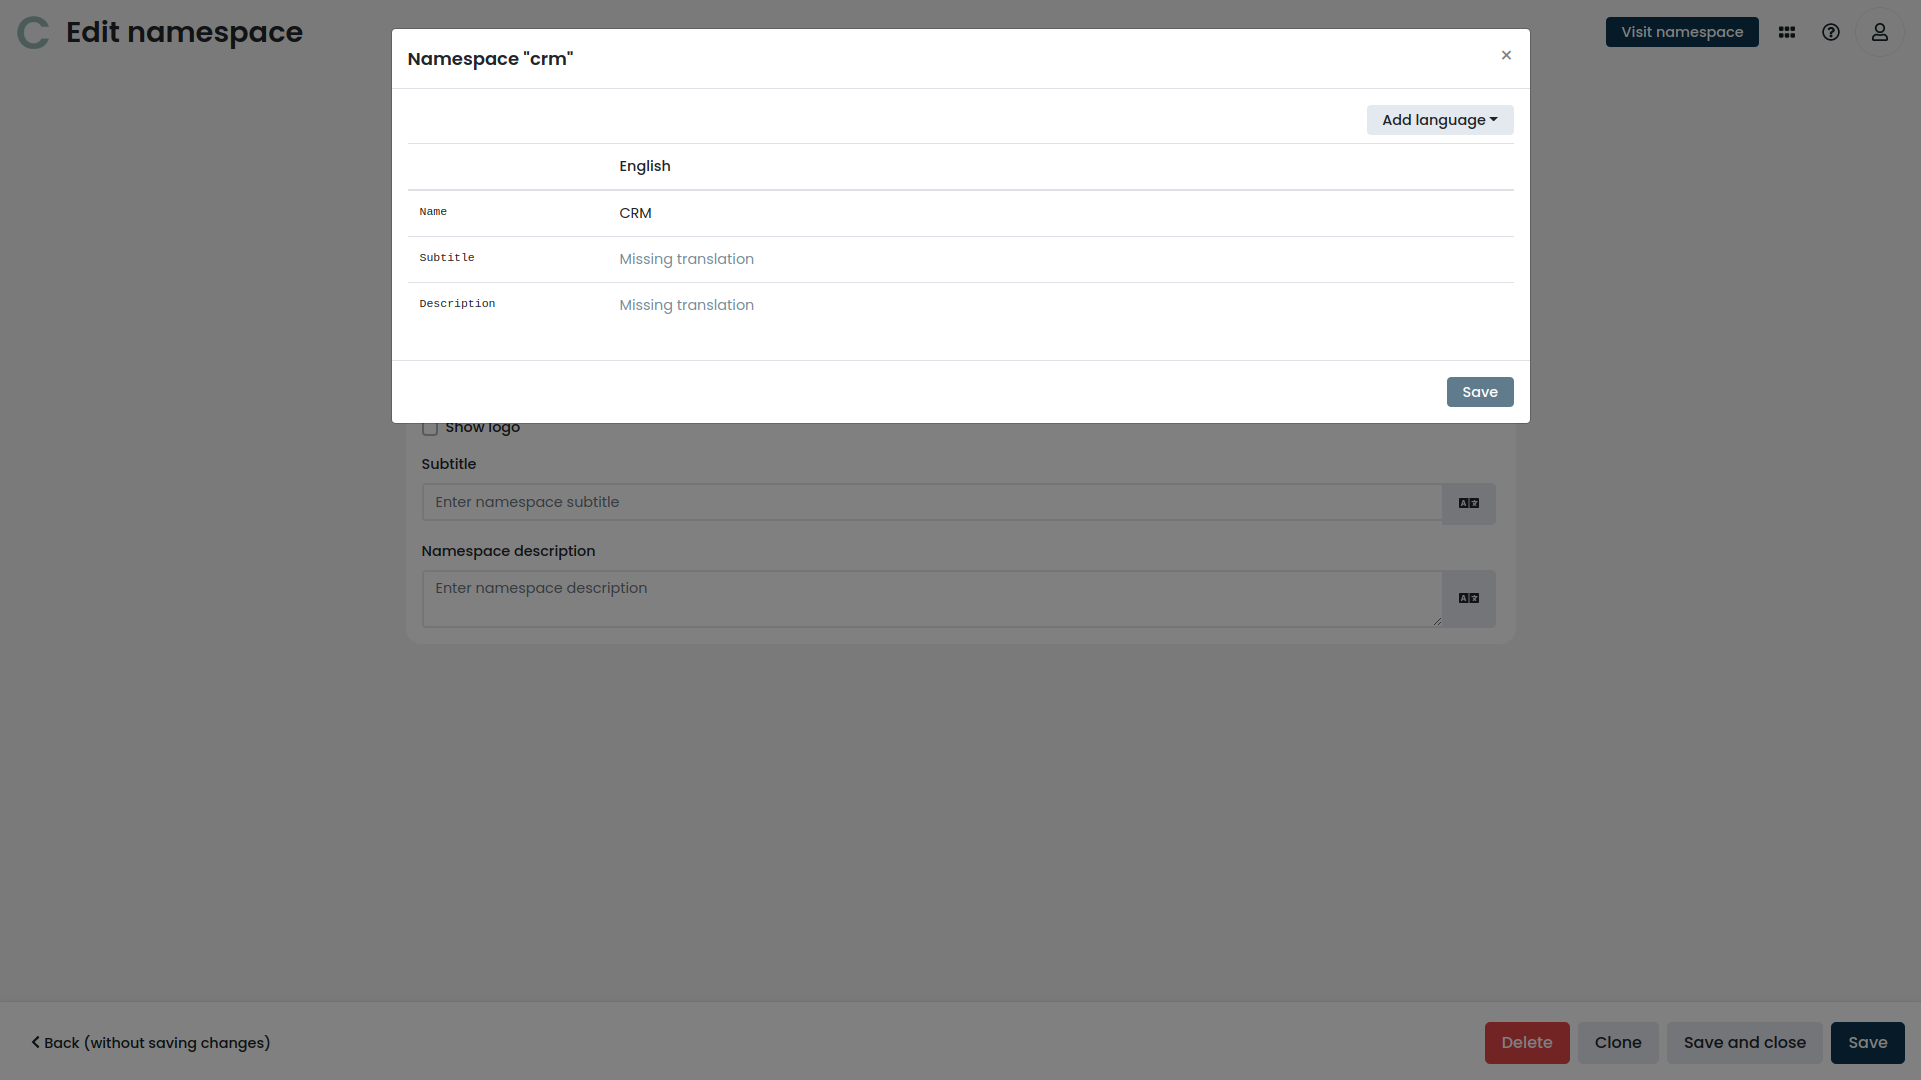 Edit namespace
Visit namespace
Namespace "crm"
×
Add language
English
Name
CRM
Subtitle
Missing translation
Description
Missing translation
Save
Show logo
Subtitle
Enter namespace subtitle
Namespace description
Enter namespace description
Back (without saving changes)
Delete
Clone
Save and close
Save